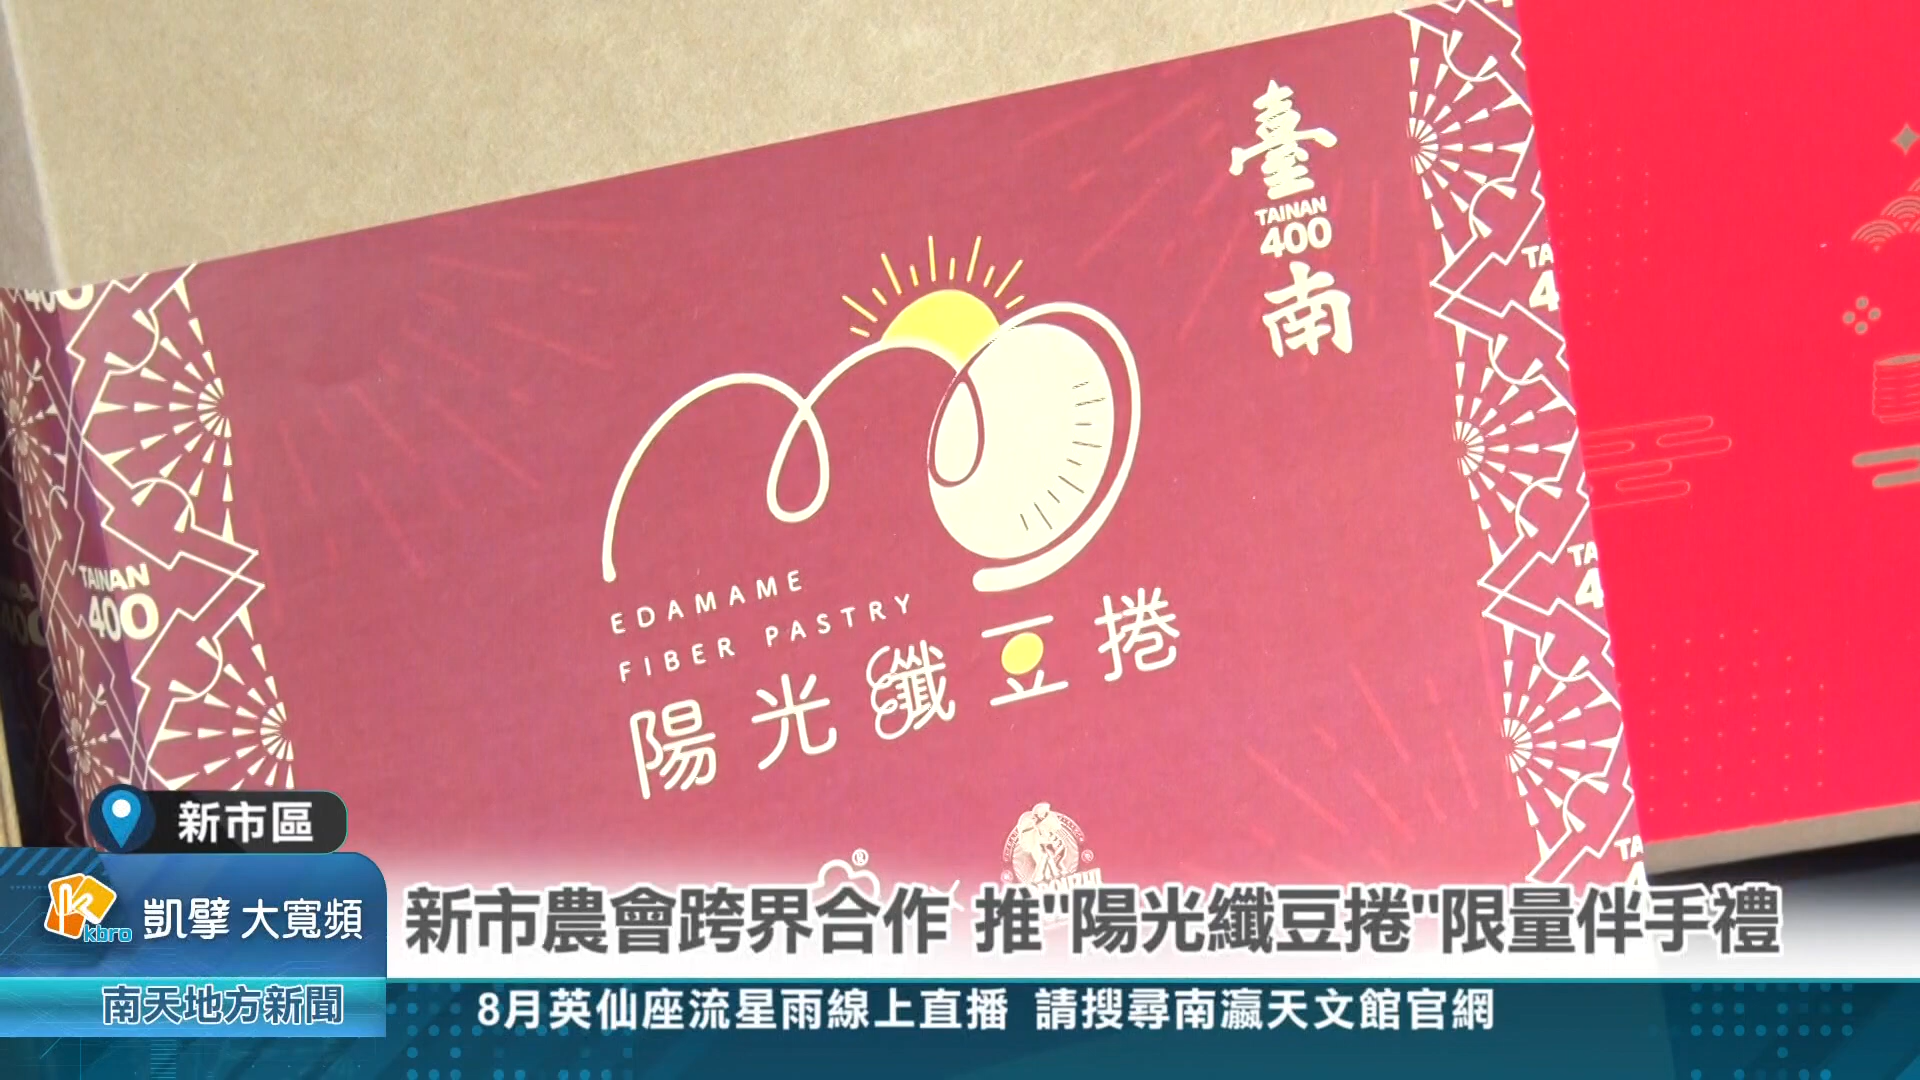 臺
TAINAN
400
南
EDAMAME
FIBER PASTRY
陽光纖豆捲
TAINAN
400
新市區
kbro 凱擘大寬頻
新市農會跨界合作 推"陽光纖豆捲"限量伴手禮
南天地方新聞
8月英仙座流星雨線上直播 請搜尋南瀛天文館官網